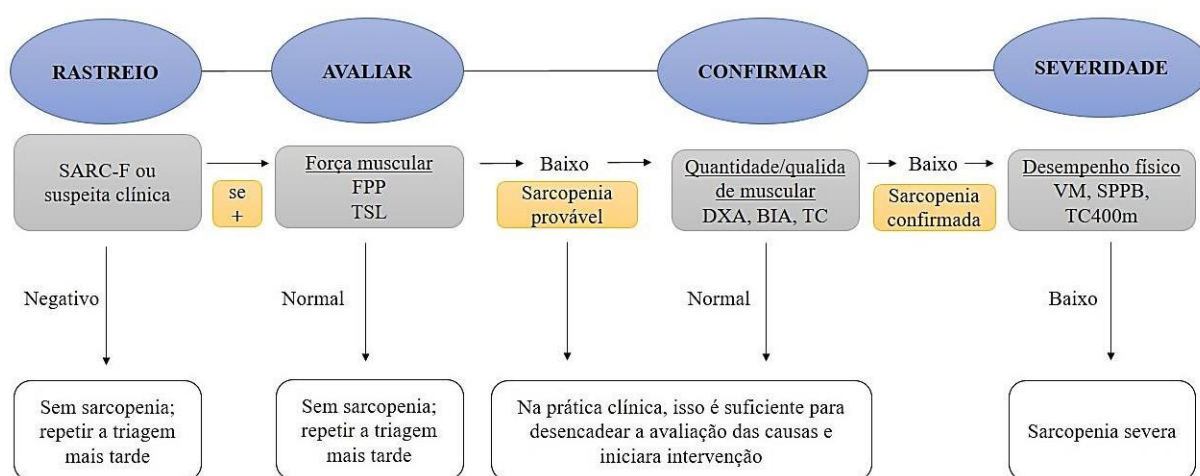 RASTREIO
AVALIAR
CONFIRMAR
SEVERIDADE
SARC-F ou
suspeita clínica
se
+
Força muscular
FPP
TSL
Baixo
Sarcopenia
provável
Quantidade/qualida
de muscular
DXA, BIA, TC
Baixo
Sarcopenia
confirmada
Desempenho físico
VM, SPPB,
TC400m
Negativo
Normal
Normal
Baixo
Sem sarcopenia;
repetir a triagem
mais tarde
Sem sarcopenia;
repetir a triagem
mais tarde
Na prática clínica, isso é suficiente para
desencadear a avaliação das causas e
iniciara intervenção
Sarcopenia severa